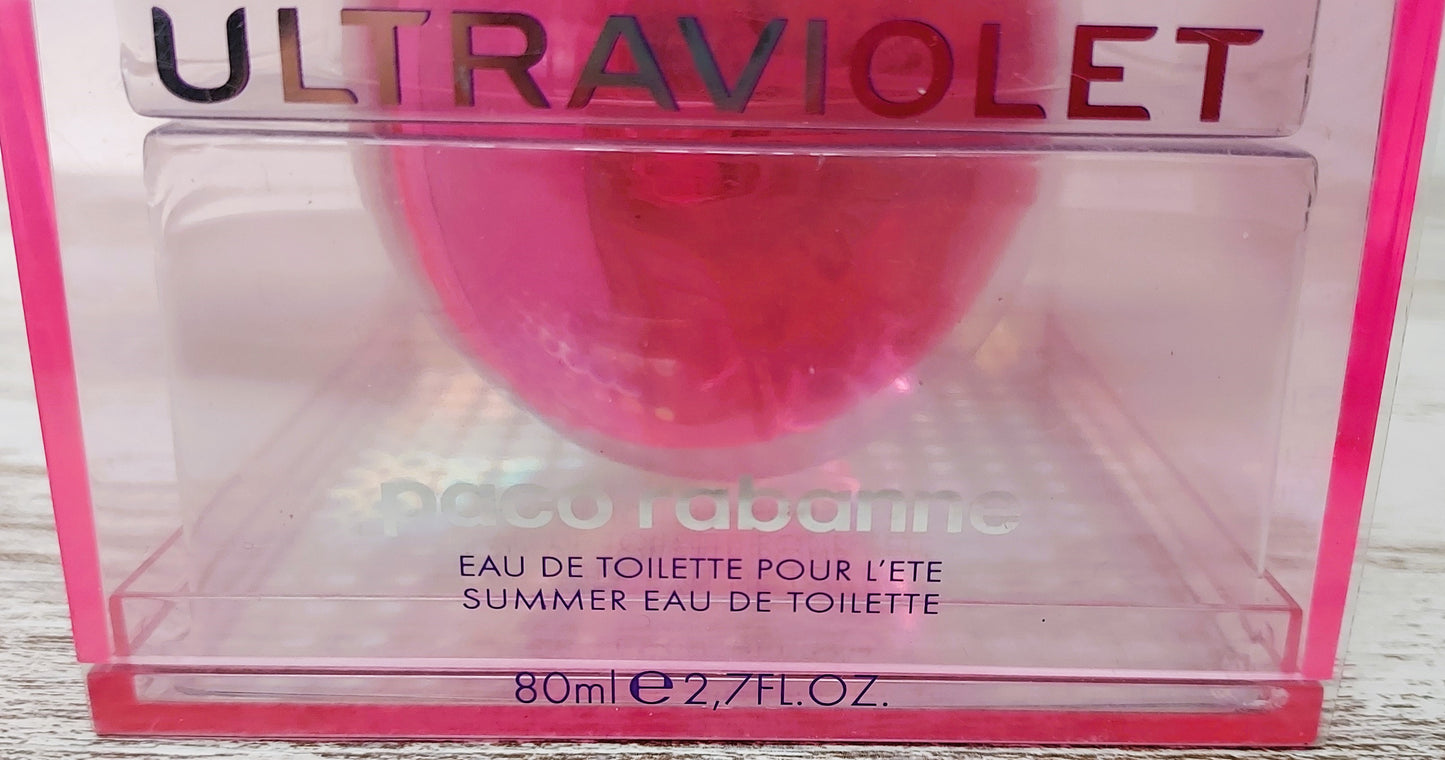 ULTRAVIOLET
paco rabanne
EAU DE TOILETTE POUR L'ETE
SUMMER EAU DE TOILETTE
80ml e 2,7FL.OZ.